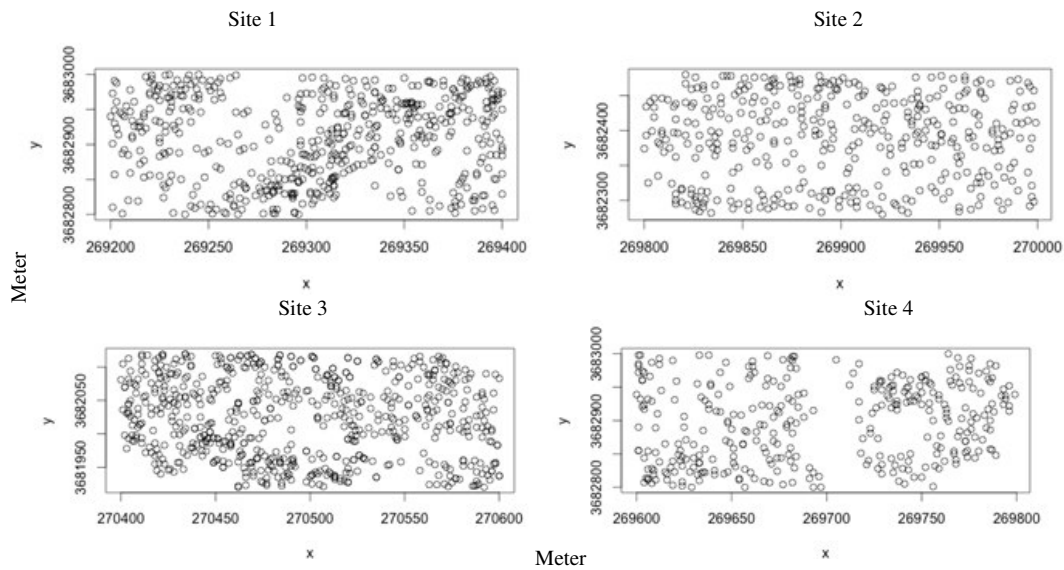 Site 1
3682800 3682900 3683000
y
269200 269250 269300 269350 269400
x
Site 2
3682300 3682400
y
269800 269850 269900 269950 270000
x
Meter
Site 3
3681950 3682050
y
270400 270450 270500 270550 270600
x
Site 4
3682800 3682900 3683000
y
269600 269650 269700 269750 269800
x
Meter